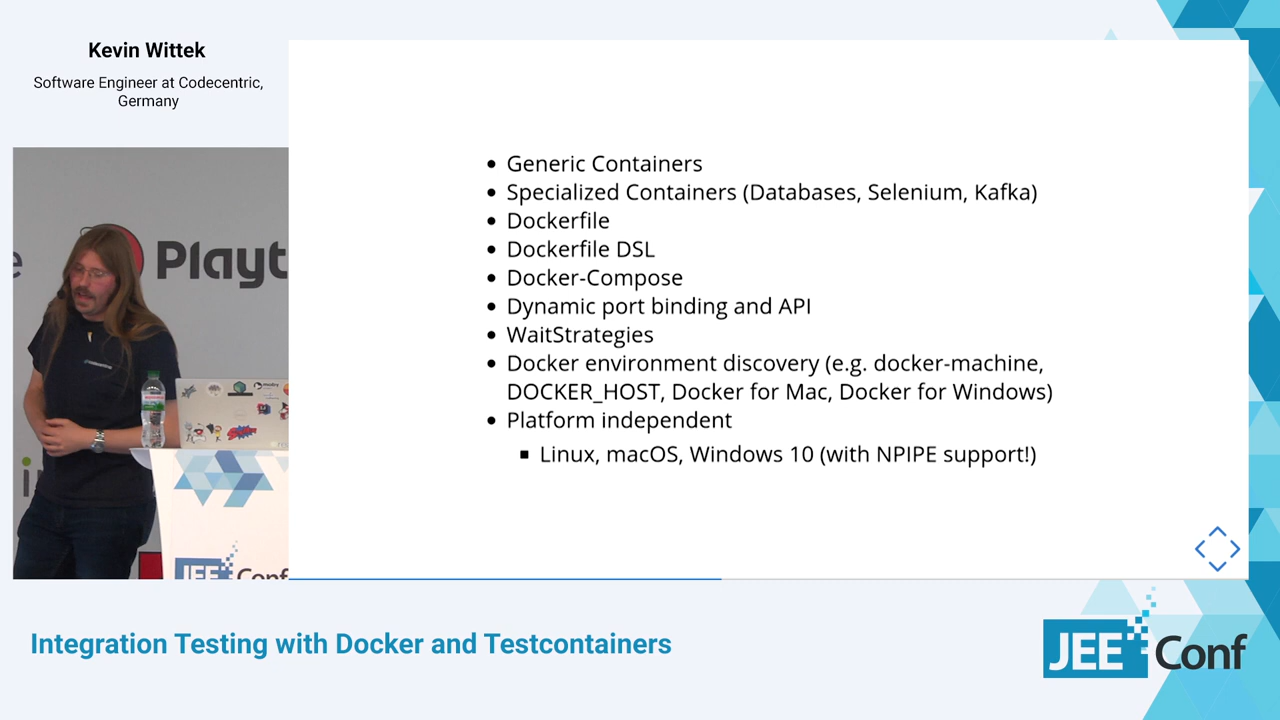 Kevin Wittek
Software Engineer at Codecentric,
Germany
Playt
Generic Containers
Specialized Containers (Databases, Selenium, Kafka)
Dockerfile
Dockerfile DSL
Docker-Compose
Dynamic port binding and API
WaitStrategies
Docker environment discovery (e.g. docker-machine,
DOCKER_HOST, Docker for Mac, Docker for Windows)
Platform independent
Linux, macOS, Windows 10 (with NPIPE support!)
JEE Conf
Integration Testing with Docker and Testcontainers
JEE Conf